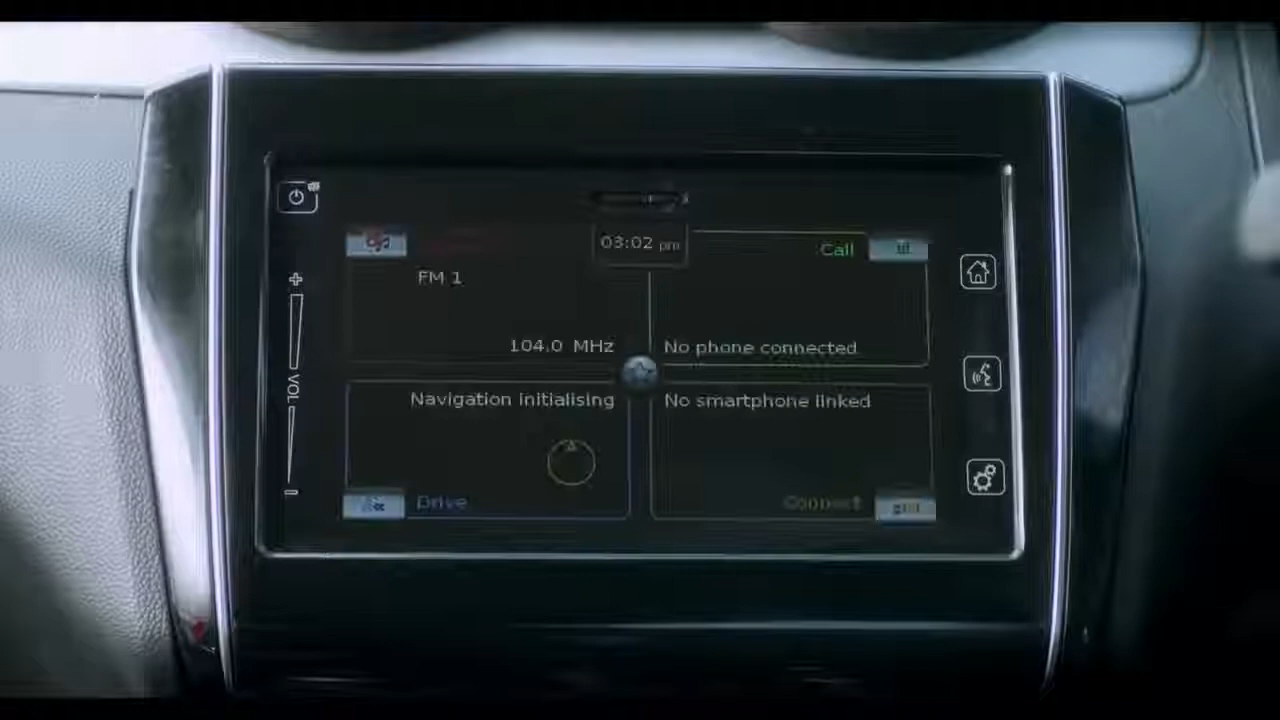 03:02 pm
Call
FM 1
104.0 MHz
No phone connected
VOL
Navigation initialising
No smartphone linked
Drive
Connect